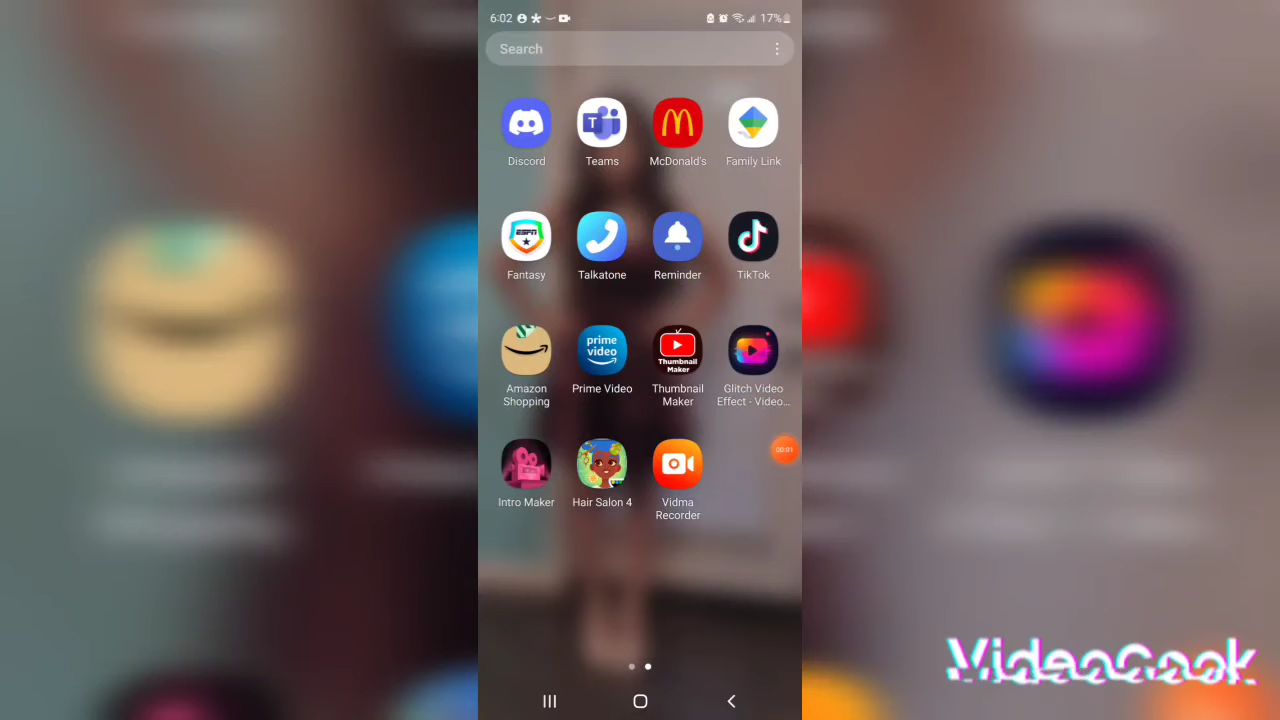 6:02 17%
Search
Discord Teams McDonald's Family Link
ESPN
Fantasy Talkatone Reminder TikTok
prime
video
Thumbnail
Maker
Amazon
Shopping
Prime Video
Thumbnail
Maker
Glitch Video
Effect - Video...
00:01
Intro Maker Hair Salon 4 Vidma
Recorder
VideoCook